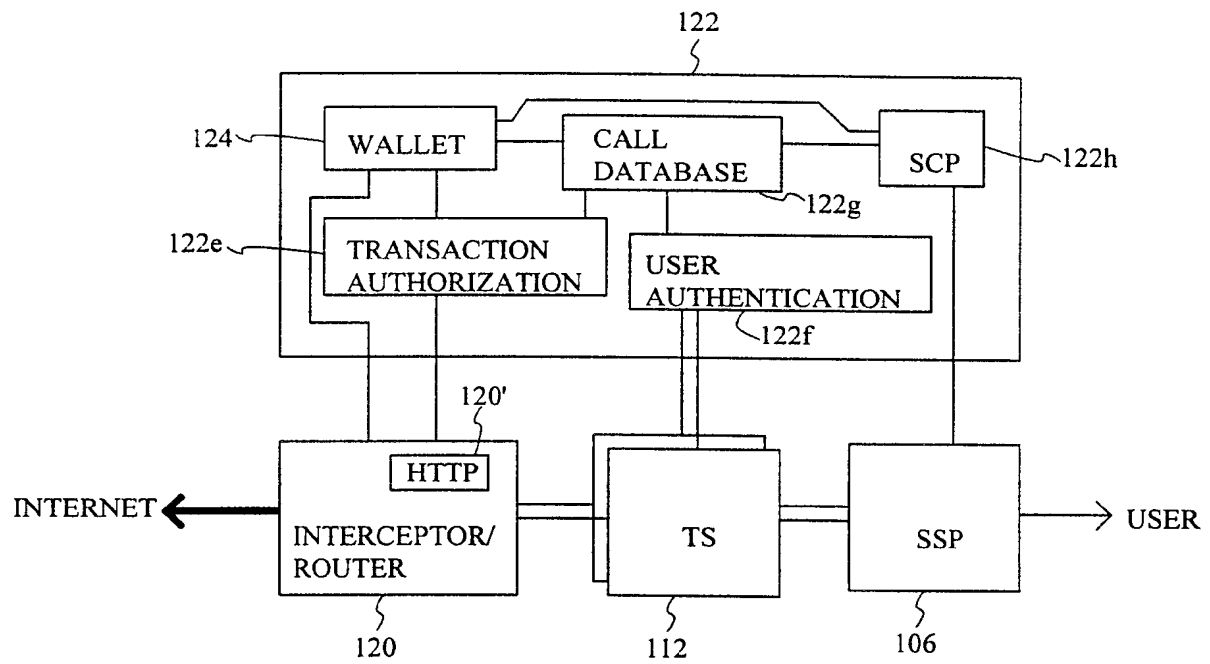 122
124
WALLET
CALL
DATABASE
SCP
122h
122g
122e
TRANSACTION
AUTHORIZATION
USER
AUTHENTICATION
122f
120'
HTTP
INTERNET
INTERCEPTOR/
ROUTER
TS
SSP
USER
120
112
106